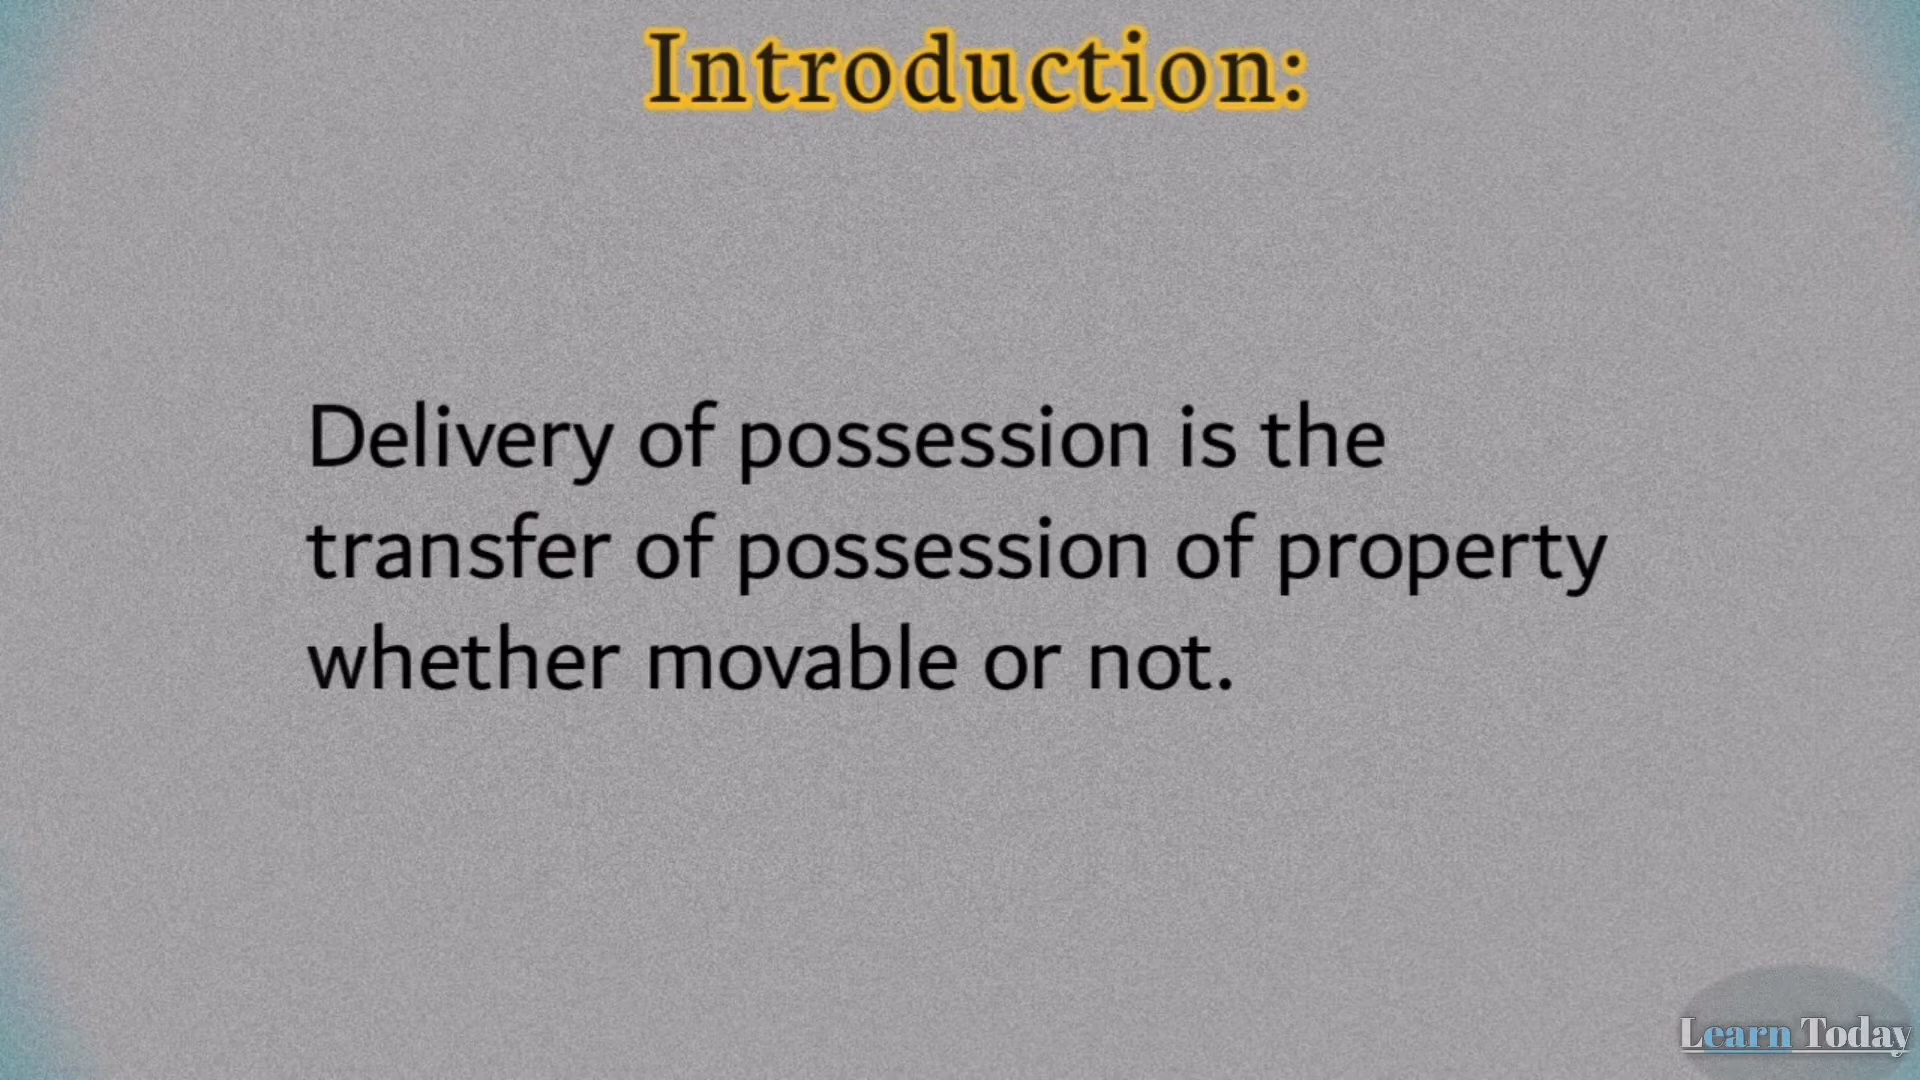 Introduction:
Delivery of possession is the
transfer of possession of property
whether movable or not.
Learn Today